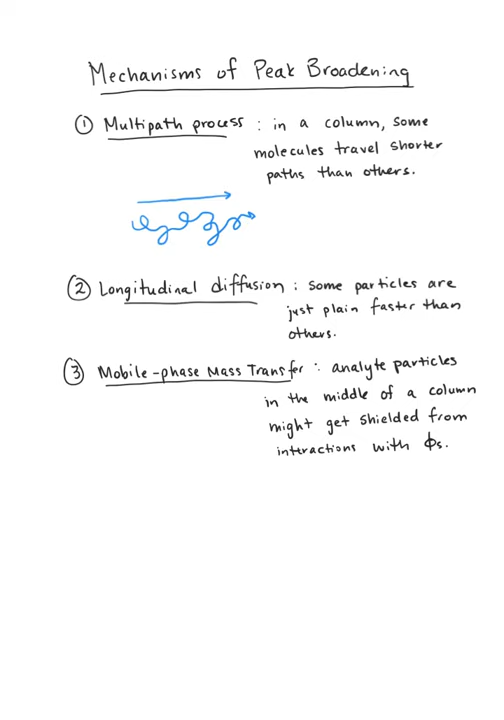 Mechanisms of Peak Broadening
① Multipath process : in a column, some
molecules travel shorter
paths than others.
② Longitudinal diffusion : some particles are
just plain faster than
others.
③ Mobile-phase Mass Transfer : analyte particles
in the middle of a column
might get shielded from
interactions with ϕs.